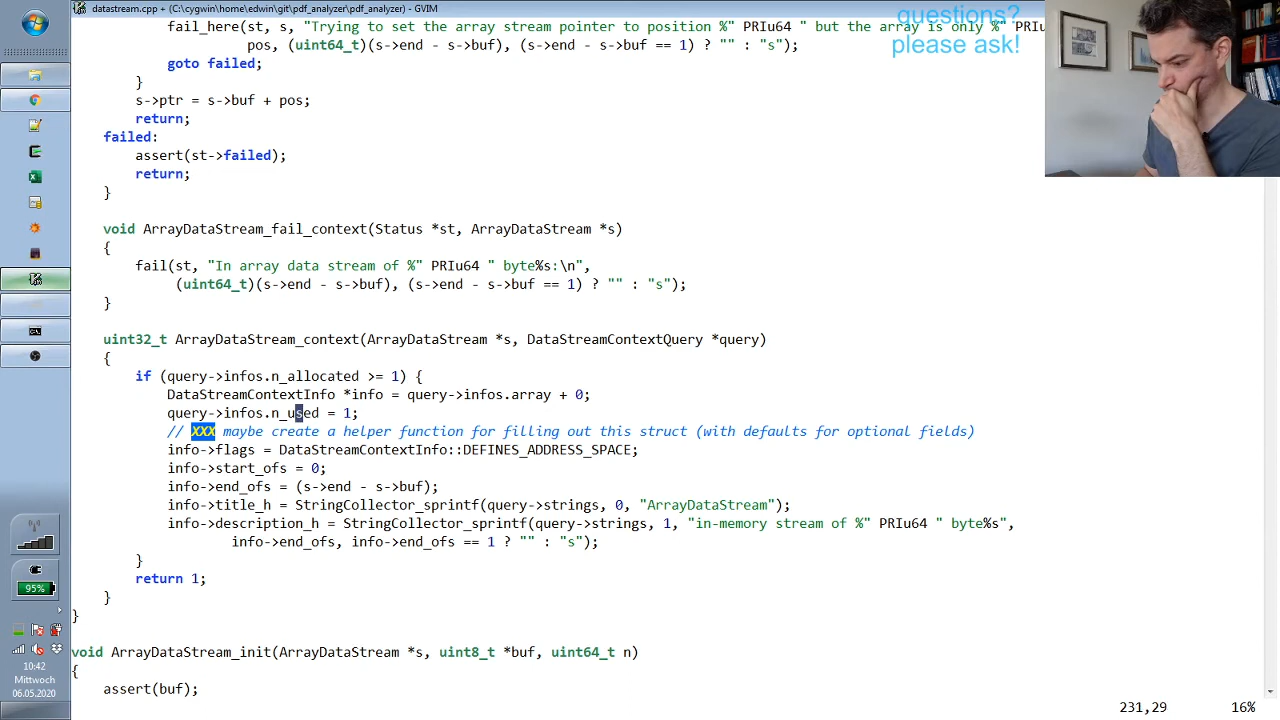 datastream.cpp + (C:\cygwin\home\edwin\git\pdf_analyzer\pdf_analyzer) - GVIM
fail_here(st, s, "Trying to set the array stream pointer to position %" PRIu64 " but the array is only %" PRIu
pos, (uint64_t)(s->end - s->buf), (s->end - s->buf == 1) ? "" : "s");
goto failed;
}
s->ptr = s->buf + pos;
return;
failed:
assert(st->failed);
return;
}
void ArrayDataStream_fail_context(Status *st, ArrayDataStream *s)
{
fail(st, "In array data stream of %" PRIu64 " byte%s:\n",
(uint64_t)(s->end - s->buf), (s->end - s->buf == 1) ? "" : "s");
}
uint32_t ArrayDataStream_context(ArrayDataStream *s, DataStreamContextQuery *query)
{
if (query->infos.n_allocated >= 1) {
DataStreamContextInfo *info = query->infos.array + 0;
query->infos.n_used = 1;
// XXX maybe create a helper function for filling out this struct (with defaults for optional fields)
info->flags = DataStreamContextInfo::DEFINES_ADDRESS_SPACE;
info->start_ofs = 0;
info->end_ofs = (s->end - s->buf);
info->title_h = StringCollector_sprintf(query->strings, 0, "ArrayDataStream");
info->description_h = StringCollector_sprintf(query->strings, 1, "in-memory stream of %" PRIu64 " byte%s",
info->end_ofs, info->end_ofs == 1 ? "" : "s");
}
return 1;
}
}
void ArrayDataStream_init(ArrayDataStream *s, uint8_t *buf, uint64_t n)
{
assert(buf);
231,29 16%
questions?
please ask!
95%
10:42
Mittwoch
06.05.2020